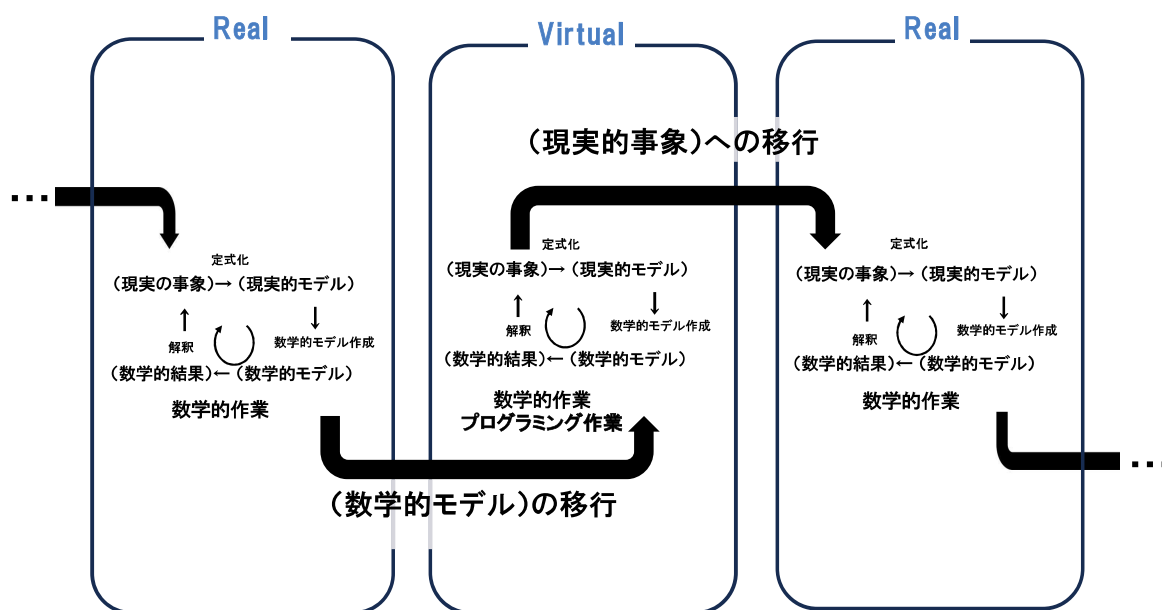 Real
Virtual
Real
(現実的事象)への移行
…
定式化
(現実の事象)→(現実的モデル)
↑
↓
解釈
数学的モデル作成
(数学的結果)←(数学的モデル)
数学的作業
定式化
(現実の事象)→(現実的モデル)
↑
↓
解釈
数学的モデル作成
(数学的結果)←(数学的モデル)
数学的作業
プログラミング作業
定式化
(現実の事象)→(現実的モデル)
↑
↓
解釈
数学的モデル作成
(数学的結果)←(数学的モデル)
数学的作業
(数学的モデル)の移行
…